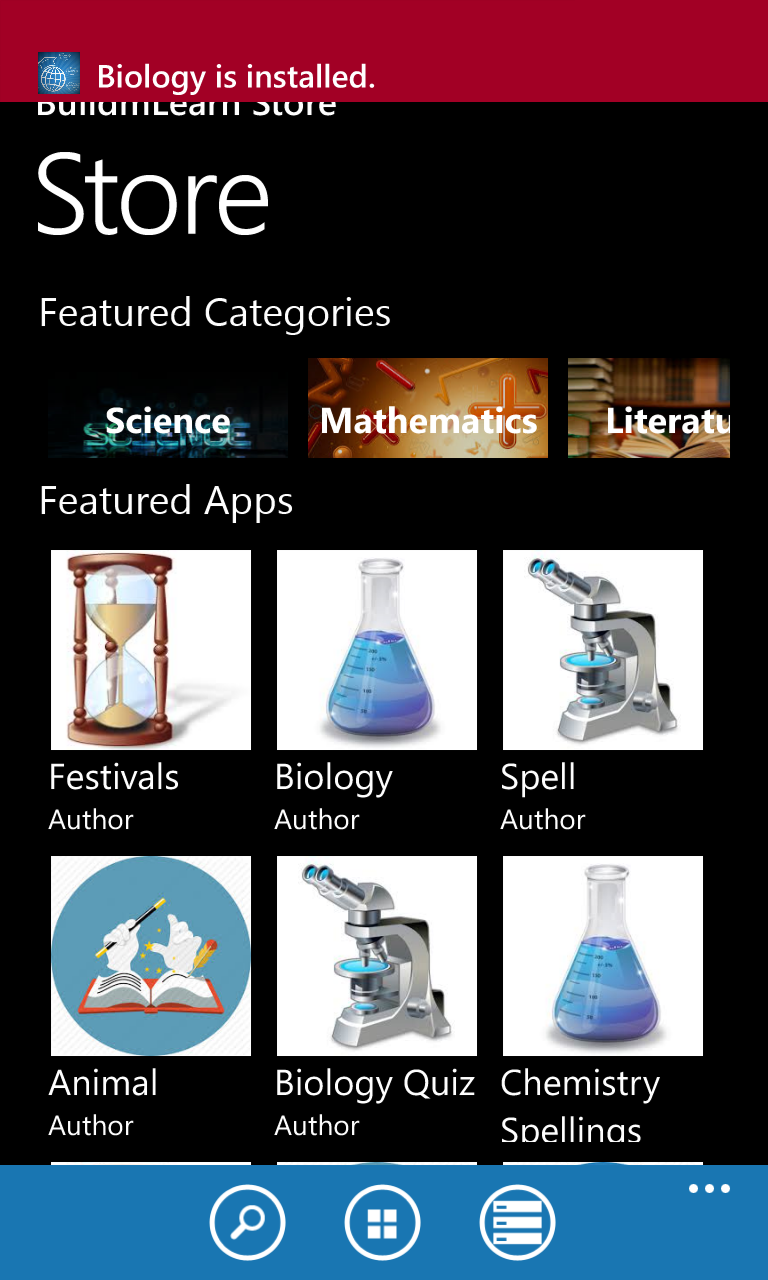 Biology is installed.
BuildmLearn Store
Store
Featured Categories
Science
Mathematics
Literatu
Featured Apps
Festivals
Biology
Spell
Author
Author
Author
Animal
Biology Quiz
Chemistry
Spellings
Author
Author